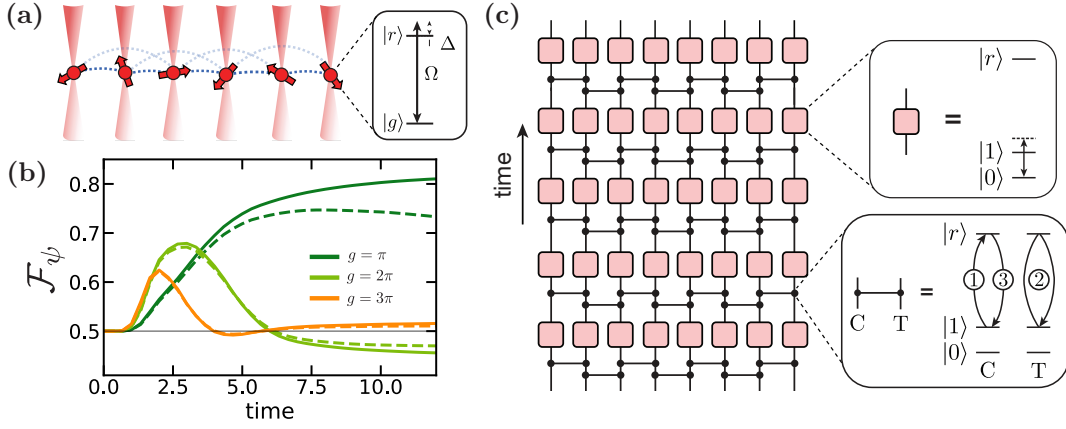 (a)
|r⟩
Δ
Ω
|g⟩
(b)
0.8
0.7
0.6
0.5
ℱψ
g = π
g = 2π
g = 3π
0.0 2.5 5.0 7.5 10.0
time
(c)
time
|r⟩
=
|1⟩
|0⟩
|r⟩
1 3 2
C T
=
|1⟩
|0⟩
C T